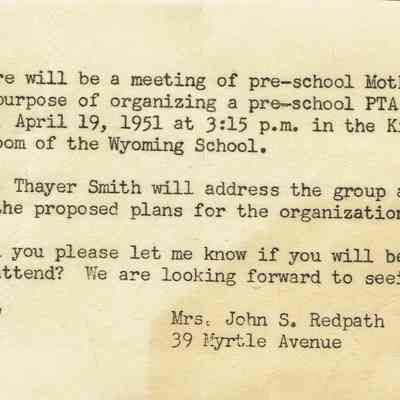 re will be a meeting of pre-school Moth
purpose of organizing a pre-school PTA
April 19, 1951 at 3:15 p.m. in the Ki
oom of the Wyoming School.
Thayer Smith will address the group a
the proposed plans for the organization
you please let me know if you will be
attend? We are looking forward to seei
Mrs. John S. Redpath
39 Myrtle Avenue